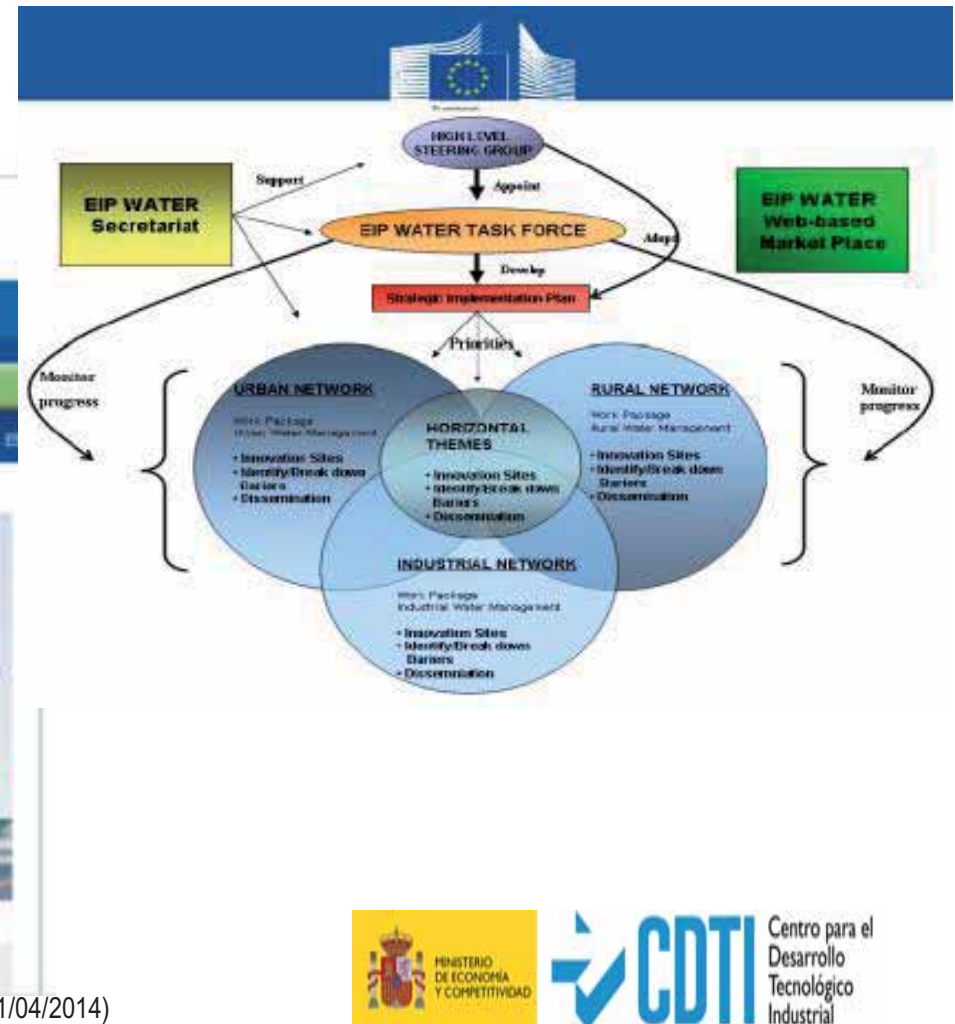 HIGH LEVEL
STEERING GROUP
Support
Appoint
EIP WATER
Secretariat
EIP WATER
Web-based
Market Place
EIP WATER TASK FORCE
Adopt
Develop
Strategic Implementation Plan
Priorities
Monitor
progress
Monitor
progress
URBAN NETWORK
Work Package
Urban Water Management
• Innovation Sites
• Identify/Break down
Bariers
• Dissemination
HORIZONTAL
THEMES
• Innovation Sites
• Identify/Break down
Bariers
• Dissemination
RURAL NETWORK
Work Package
Rural Water Management
• Innovation Sites
• Identify/Break down
Bariers
• Dissemination
INDUSTRIAL NETWORK
Work Package
Industrial Water Management
• Innovation Sites
• Identify/Break down
Bariers
• Dissemination
MINISTERIO
DE ECONOMÍA
Y COMPETITIVIDAD
CDTI
Centro para el
Desarrollo
Tecnológico
Industrial
1/04/2014)